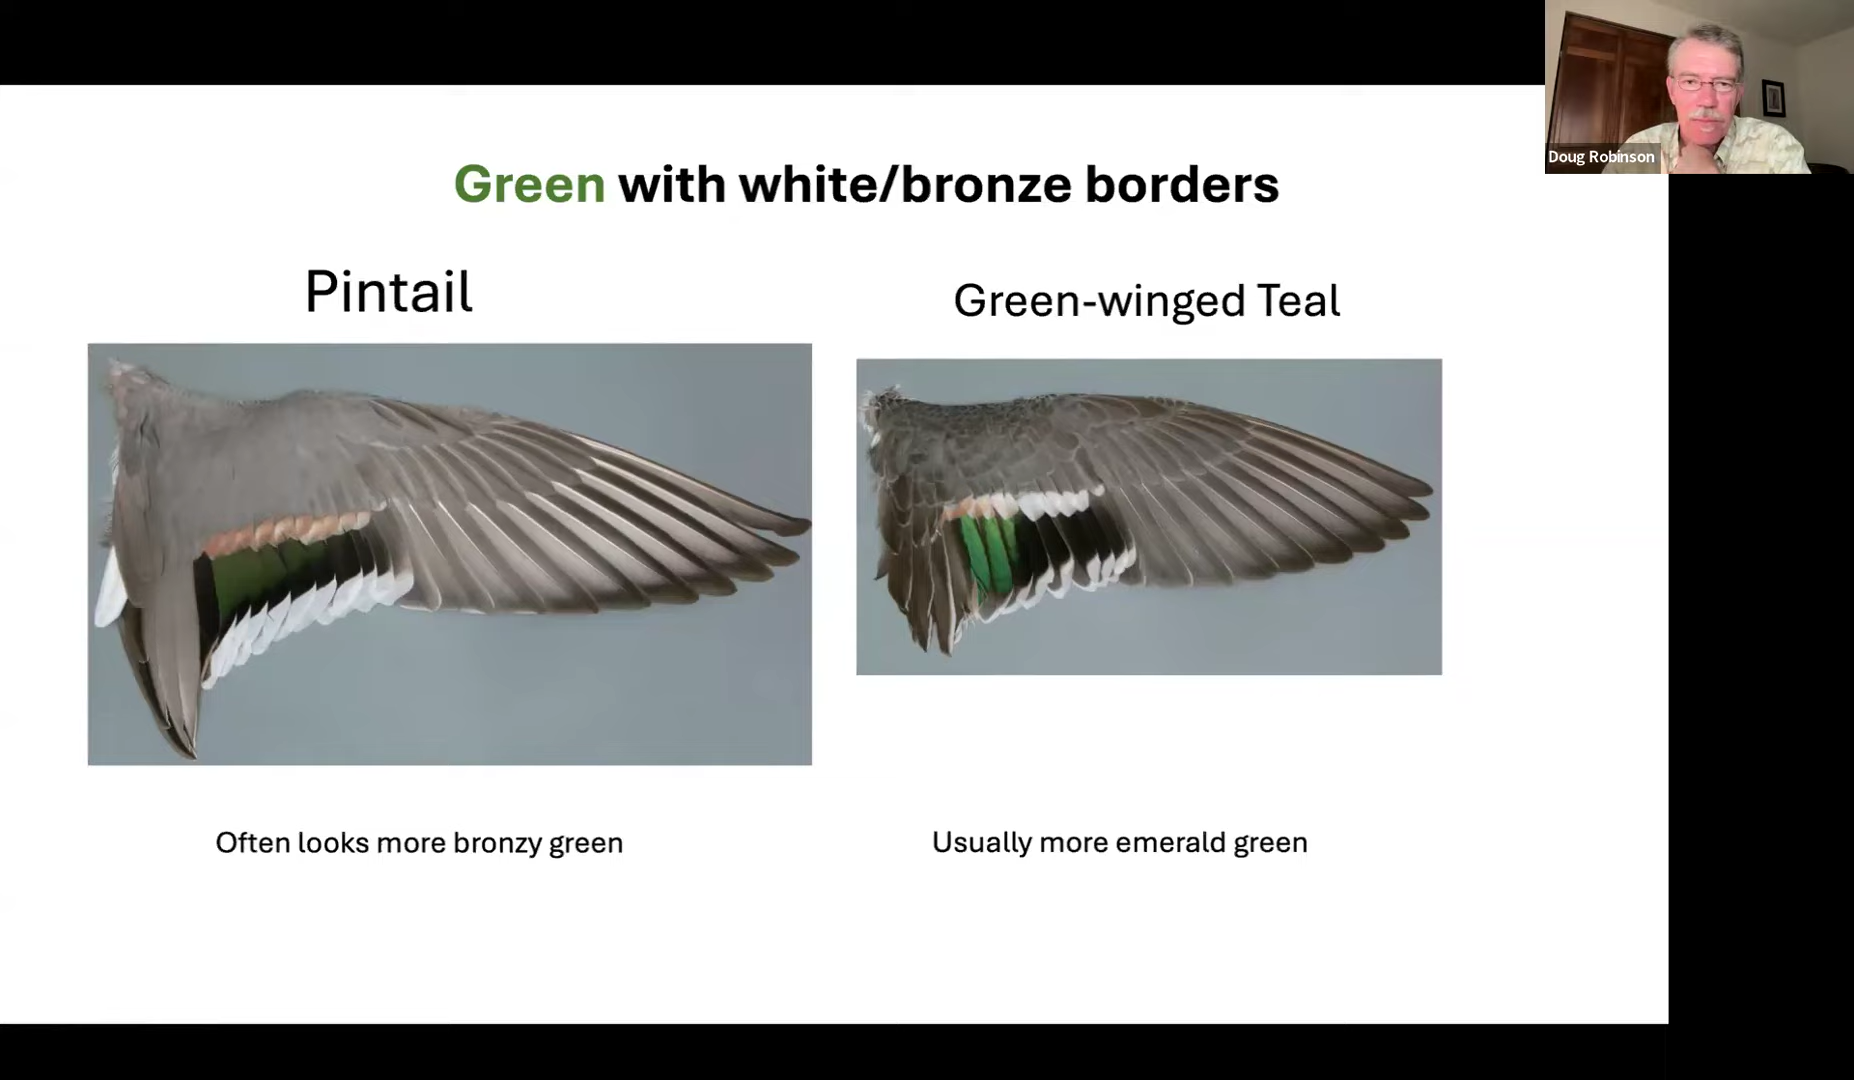 Doug Robinson
Green with white/bronze borders
Pintail
Green-winged Teal
Often looks more bronzy green
Usually more emerald green